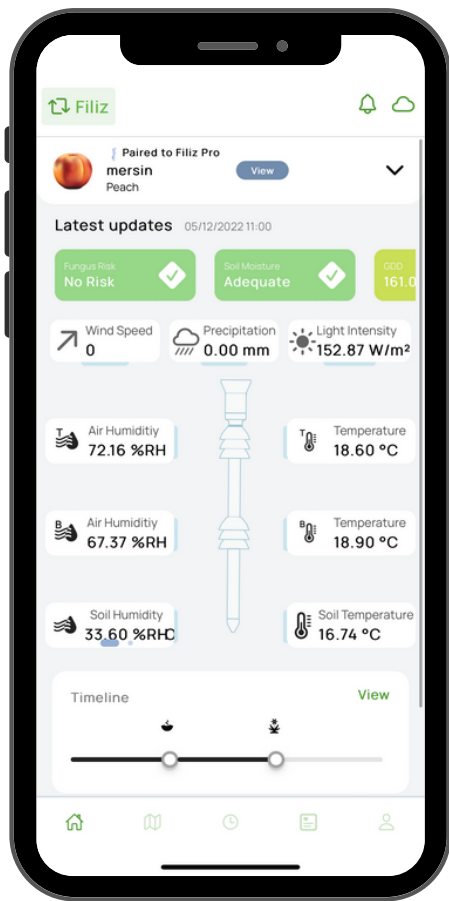 Filiz
Paired to Filiz Pro
mersin
View
Peach
Latest updates 05/12/2022 11:00
Fungus Risk
No Risk
Soil Moisture
Adequate
GDD
161.0
Wind Speed
0
Precipitation
0.00 mm
Light Intensity
152.87 W/m²
T
Air Humiditiy
72.16 %RH
T
Temperature
18.60 °C
B
Air Humiditiy
67.37 %RH
B
Temperature
18.90 °C
Soil Humidity
33.60 %RH
Soil Temperature
16.74 °C
Timeline
View